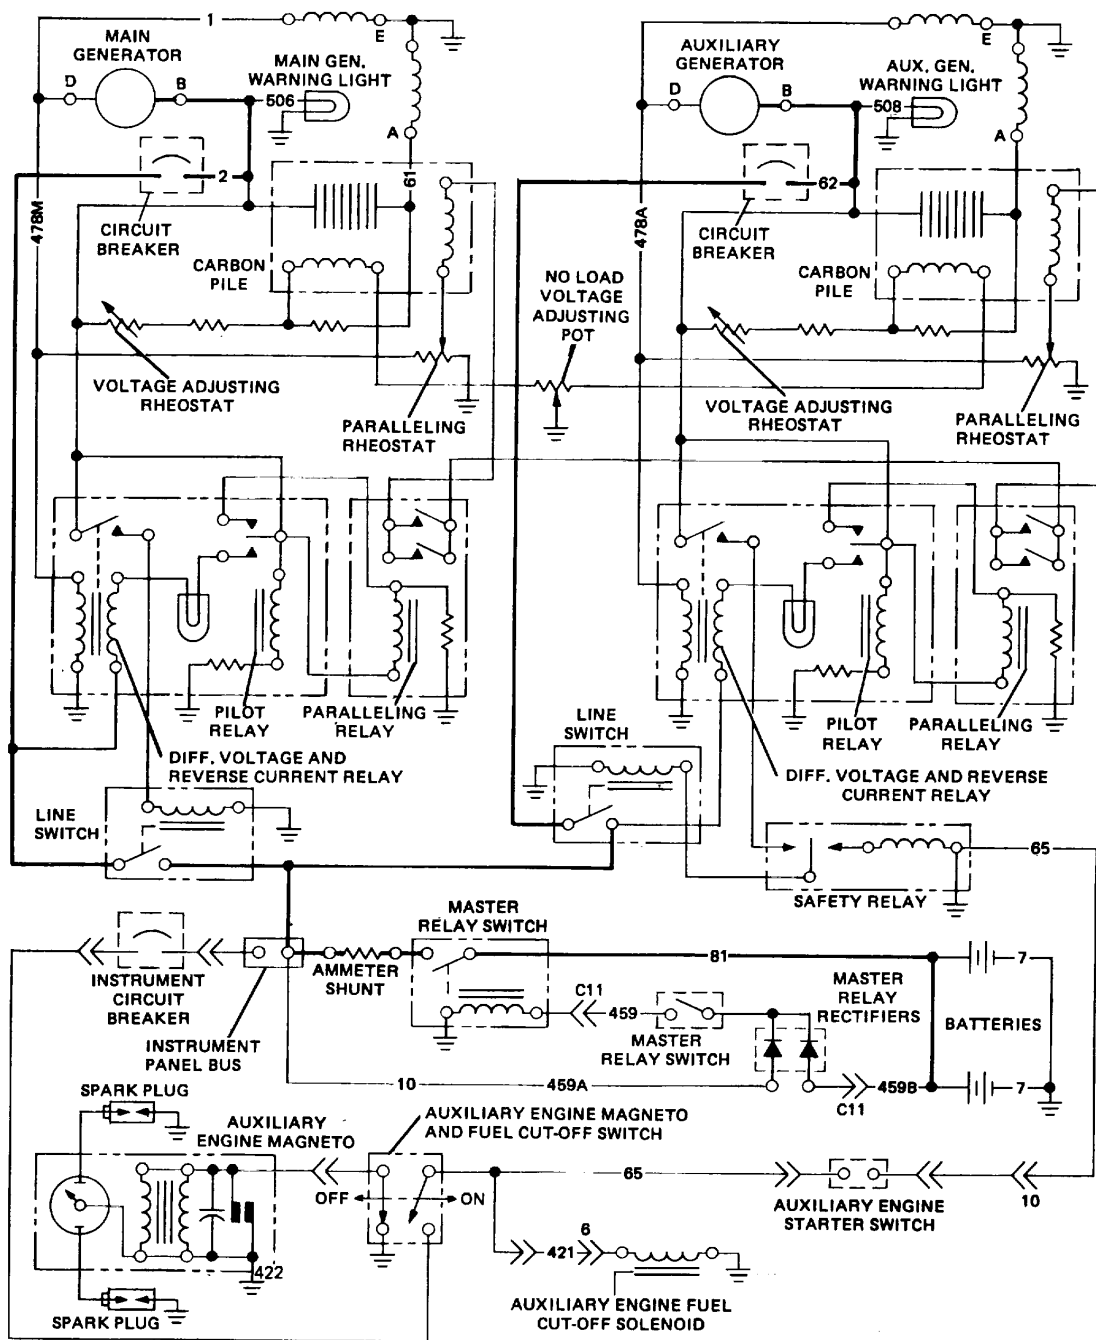 1
E
E
MAIN
GENERATOR
MAIN GEN.
WARNING LIGHT
AUXILIARY
GENERATOR
AUX. GEN.
WARNING LIGHT
D
B
506
D
B
508
A
A
2
61
62
478M
478A
CIRCUIT
BREAKER
CARBON
PILE
CIRCUIT
BREAKER
CARBON
PILE
NO LOAD
VOLTAGE
ADJUSTING
POT
VOLTAGE ADJUSTING
RHEOSTAT
PARALLELING
RHEOSTAT
VOLTAGE ADJUSTING
RHEOSTAT
PARALLELING
RHEOSTAT
PILOT
RELAY
PARALLELING
RELAY
LINE
SWITCH
PILOT
RELAY
PARALLELING
RELAY
DIFF. VOLTAGE AND
REVERSE CURRENT RELAY
DIFF. VOLTAGE AND REVERSE
CURRENT RELAY
LINE
SWITCH
65
SAFETY RELAY
MASTER
RELAY SWITCH
INSTRUMENT
CIRCUIT
BREAKER
AMMETER
SHUNT
81
7
C11
459
MASTER
RELAY
RECTIFIERS
BATTERIES
INSTRUMENT
PANEL BUS
MASTER
RELAY SWITCH
10
459A
459B
7
C11
SPARK PLUG
AUXILIARY
ENGINE MAGNETO
AUXILIARY ENGINE MAGNETO
AND FUEL CUT-OFF SWITCH
65
OFF
ON
AUXILIARY ENGINE
STARTER SWITCH
10
6
421
422
SPARK PLUG
AUXILIARY ENGINE FUEL
CUT-OFF SOLENOID